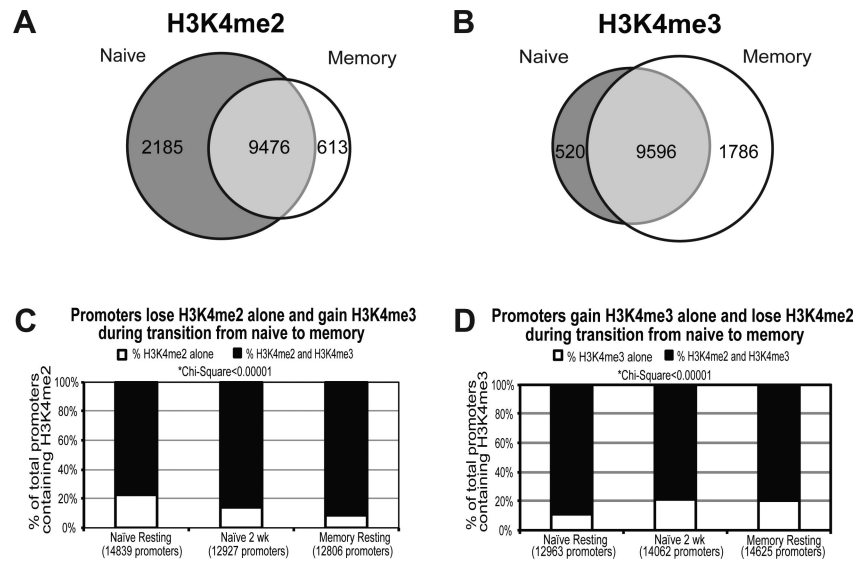 A
H3K4me2
Naive
Memory
2185
9476
613
B
H3K4me3
Naive
Memory
520
9596
1786
C
Promoters lose H3K4me2 alone and gain H3K4me3
during transition from naive to memory
% H3K4me2 alone
% H3K4me2 and H3K4me3
*Chi-Square<0.00001
% of total promoters
containing H3K4me2
100%
80%
60%
40%
20%
0%
Naïve Resting
(14839 promoters)
Naïve 2 wk
(12927 promoters)
Memory Resting
(12806 promoters)
D
Promoters gain H3K4me3 alone and lose H3K4me2
during transition from naive to memory
% H3K4me3 alone
% H3K4me2 and H3K4me3
*Chi-Square<0.00001
% of total promoters
containing H3K4me3
100%
80%
60%
40%
20%
0%
Naïve Resting
(12963 promoters)
Naïve 2 wk
(14062 promoters)
Memory Resting
(14625 promoters)